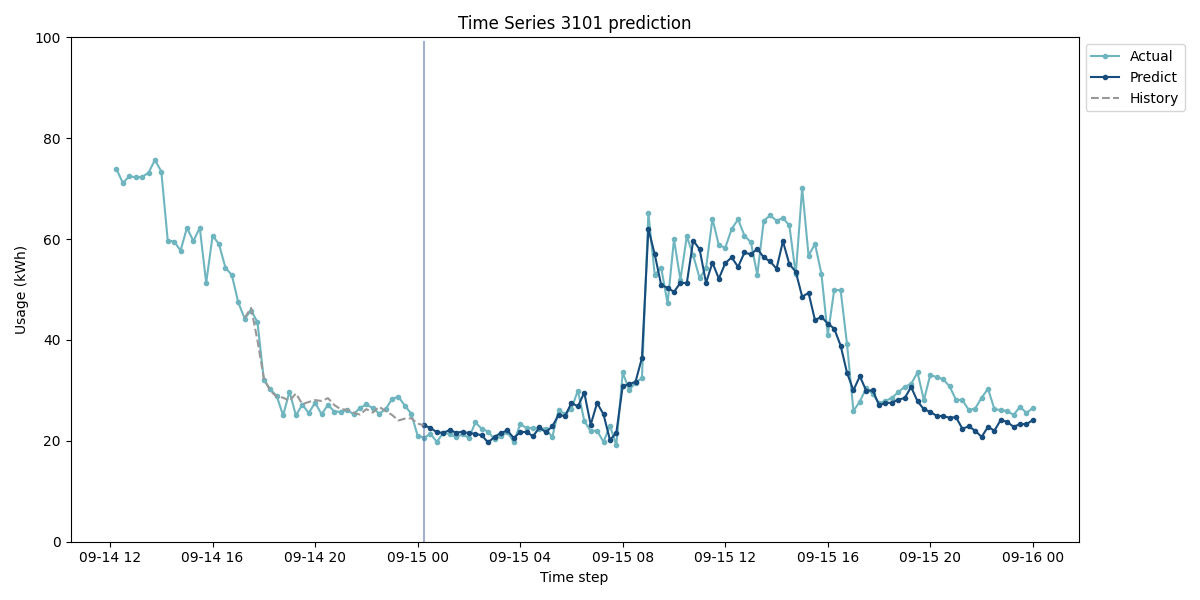 Time Series 3101 prediction
100
80
60
40
20
0
Usage (kWh)
09-14 12
09-14 16
09-14 20
09-15 00
09-15 04
09-15 08
09-15 12
09-15 16
09-15 20
09-16 00
Time step
Actual
Predict
History